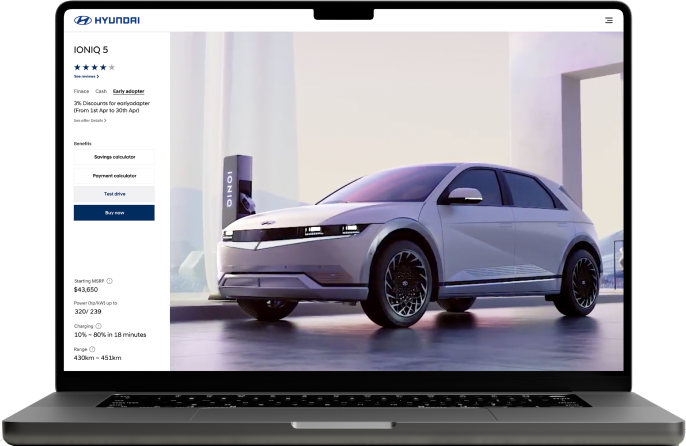 HYUNDAI
IONIQ 5
See reviews >
Finace Cash Early adopter
3% Discounts for earlyadopter
(From 1st Apr to 30th Apr)
See offer Details >
Benefits
Savings calculator
Payment calculator
Test drive
Buy now
IONIQ
Starting MSRP
$43,650
Power (hp/kW) up to
320/ 239
Charging
10% ~ 80% in 18 minutes
Range
430km ~ 451km